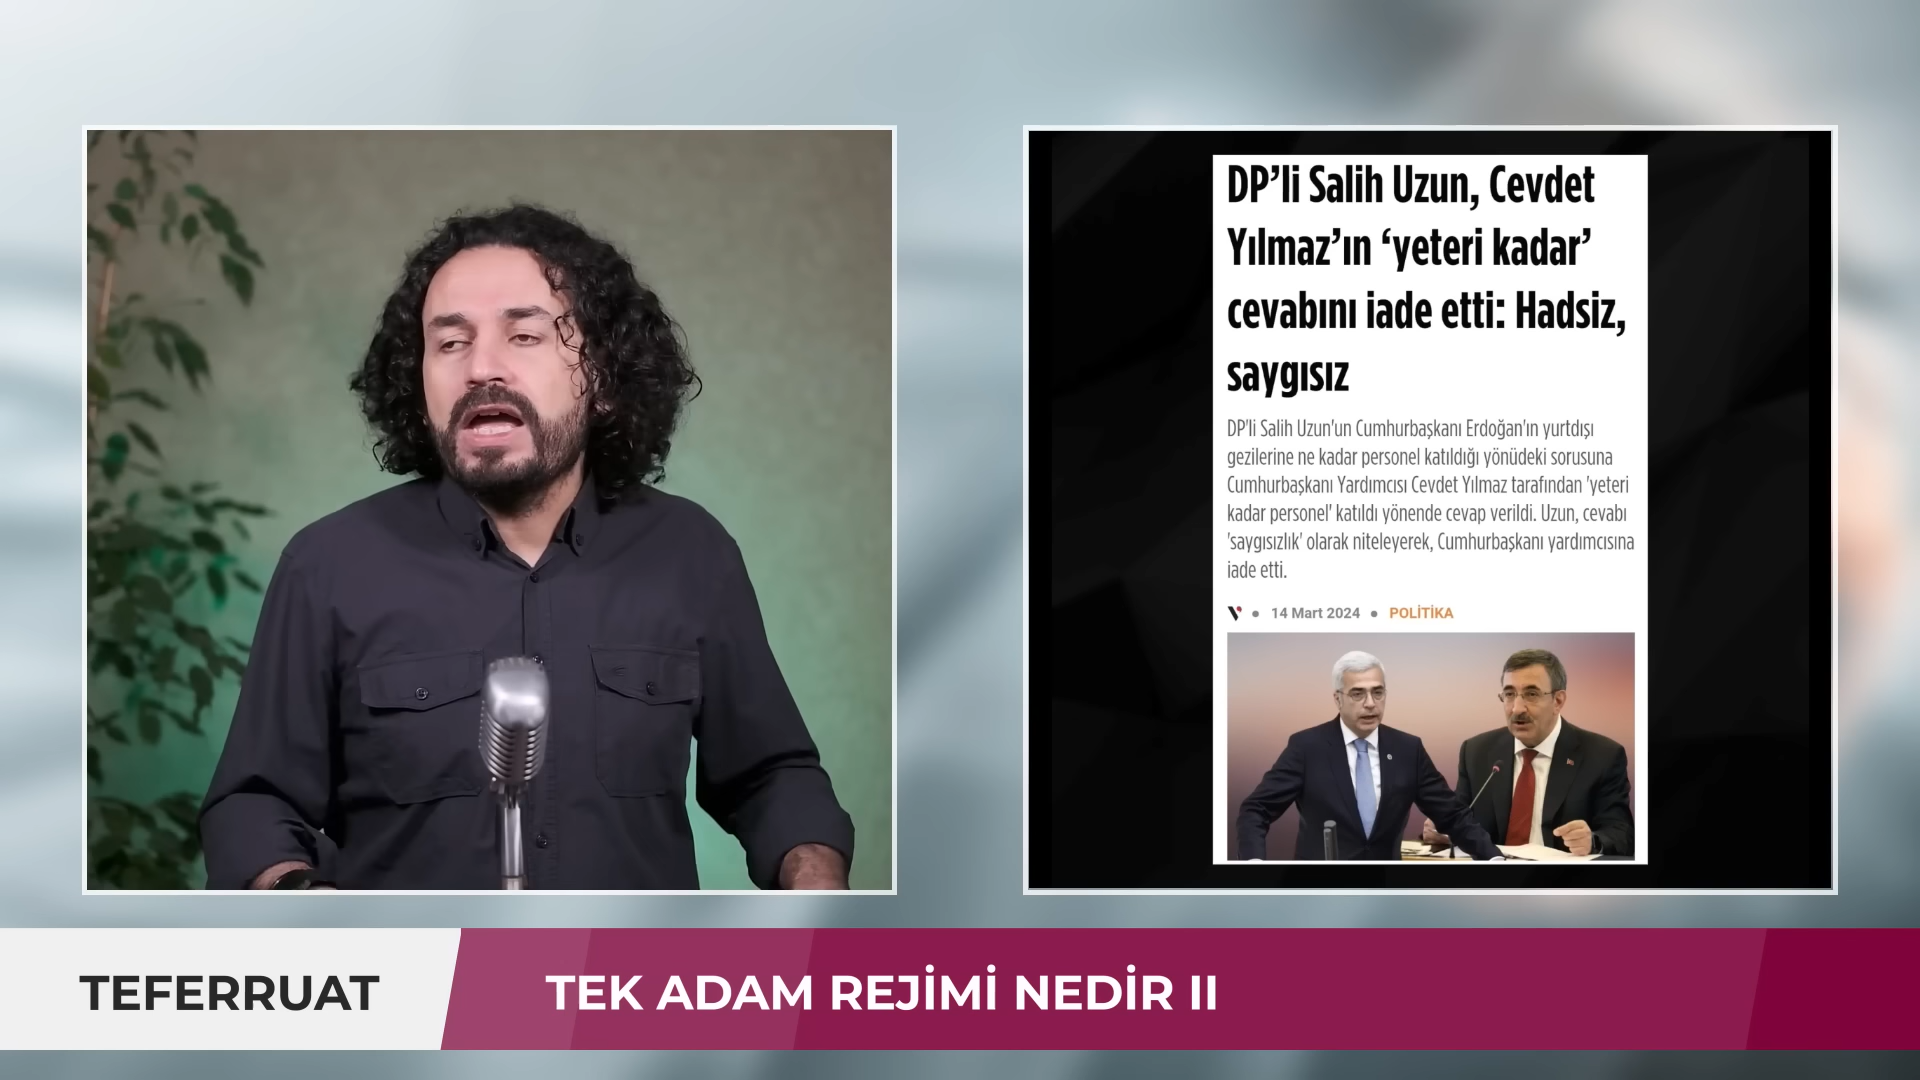 DP’li Salih Uzun, Cevdet
Yılmaz’ın ‘yeteri kadar’
cevabını iade etti: Hadsiz,
saygısız
DP'li Salih Uzun'un Cumhurbaşkanı Erdoğan'ın yurtdışı
gezilerine ne kadar personel katıldığı yönüdeki sorusuna
Cumhurbaşkanı Yardımcısı Cevdet Yılmaz tarafından 'yeteri
kadar personel' katıldı yönende cevap verildi. Uzun, cevabı
'saygısızlık' olarak niteleyerek, Cumhurbaşkanı yardımcısına
iade etti.
14 Mart 2024 • POLİTİKA
TEFERRUAT
TEK ADAM REJİMİ NEDİR II